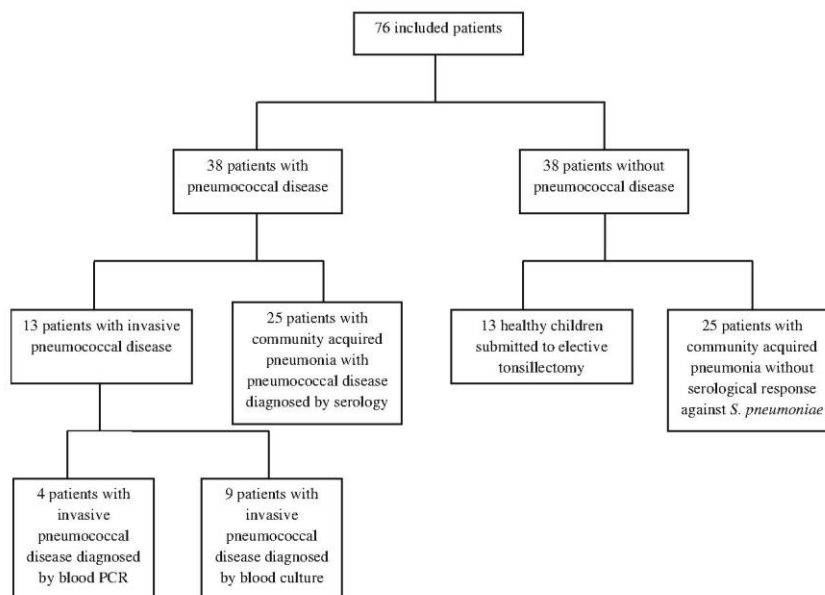 76 included patients
38 patients with
pneumococcal disease
38 patients without
pneumococcal disease
13 patients with invasive
pneumococcal disease
25 patients with
community acquired
pneumonia with
pneumococcal disease
diagnosed by serology
13 healthy children
submitted to elective
tonsillectomy
25 patients with
community acquired
pneumonia without
serological response
against S. pneumoniae
4 patients with
invasive
pneumococcal
disease diagnosed
by blood PCR
9 patients with
invasive
pneumococcal
disease diagnosed
by blood culture